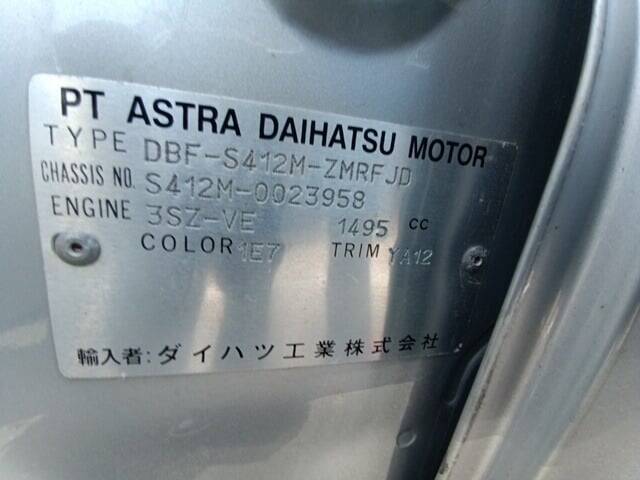 PT ASTRA DAIHATSU MOTOR
TYPE DBF-S412M-ZMRFJD
CHASSIS NO. S412M-0023958
ENGINE 3SZ-VE 1495 cc
COLOR 1E7 TRIM YA12
輸入者:ダイハツ工業株式会社